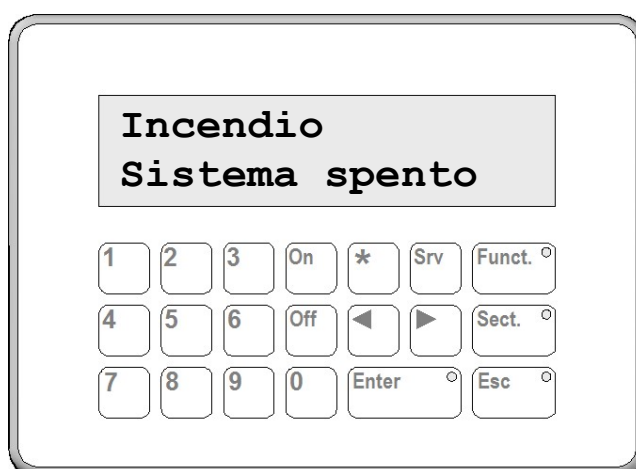 Incendio
Sistema spento
1 2 3 On * Srv Funct.
4 5 6 Off ◀ ▶ Sect.
7 8 9 0 Enter Esc